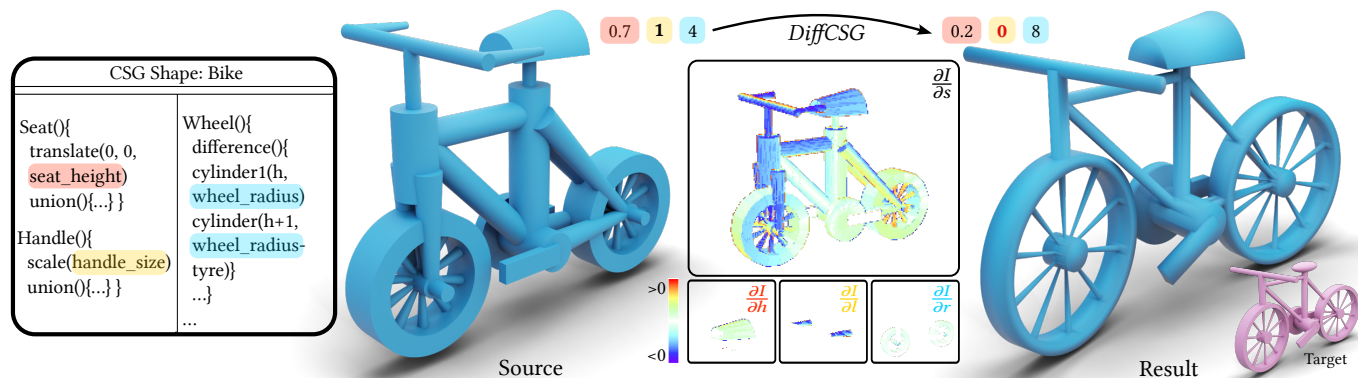 0.7 1 4
DiffCSG
0.2 0 8
CSG Shape: Bike
Seat(){
translate(0, 0,
seat_height)
union(){...} }
Handle(){
scale(handle_size)
union(){...} }
Wheel(){
difference(){
cylinder1(h,
wheel_radius)
cylinder(h+1,
wheel_radius-
tyre)}
...}
...
∂I/∂s
>0
<0
∂I/∂h
∂I/∂l
∂I/∂r
Source
Result
Target